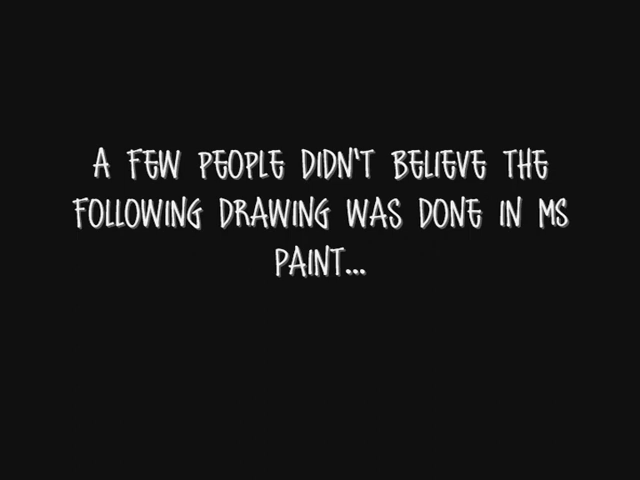 A FEW PEOPLE DIDN'T BELIEVE THE
FOLLOWING DRAWING WAS DONE IN MS
PAINT...